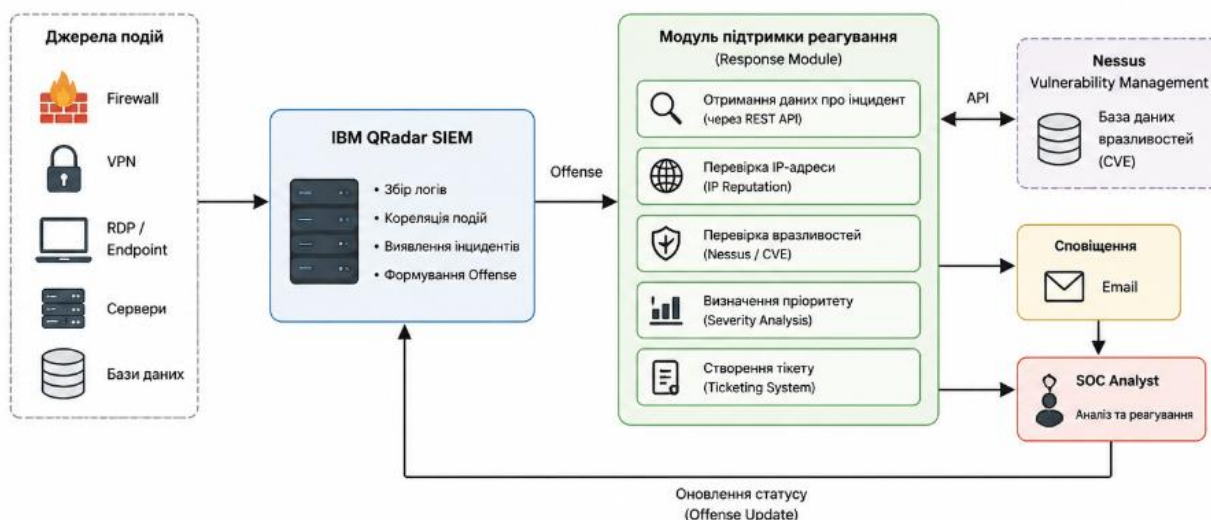 Джерела подій
Firewall
VPN
RDP /
Endpoint
Сервери
Бази даних
IBM QRadar SIEM
• Збір логів
• Кореляція подій
• Виявлення інцидентів
• Формування Offense
Offense
Модуль підтримки реагування
(Response Module)
Отримання даних про інцидент
(через REST API)
Перевірка IP-адреси
(IP Reputation)
Перевірка вразливостей
(Nessus / CVE)
Визначення пріоритету
(Severity Analysis)
Створення тікету
(Ticketing System)
API
Nessus
Vulnerability Management
База даних
вразливостей
(CVE)
Сповіщення
Email
SOC Analyst
Аналіз та реагування
Оновлення статусу
(Offense Update)